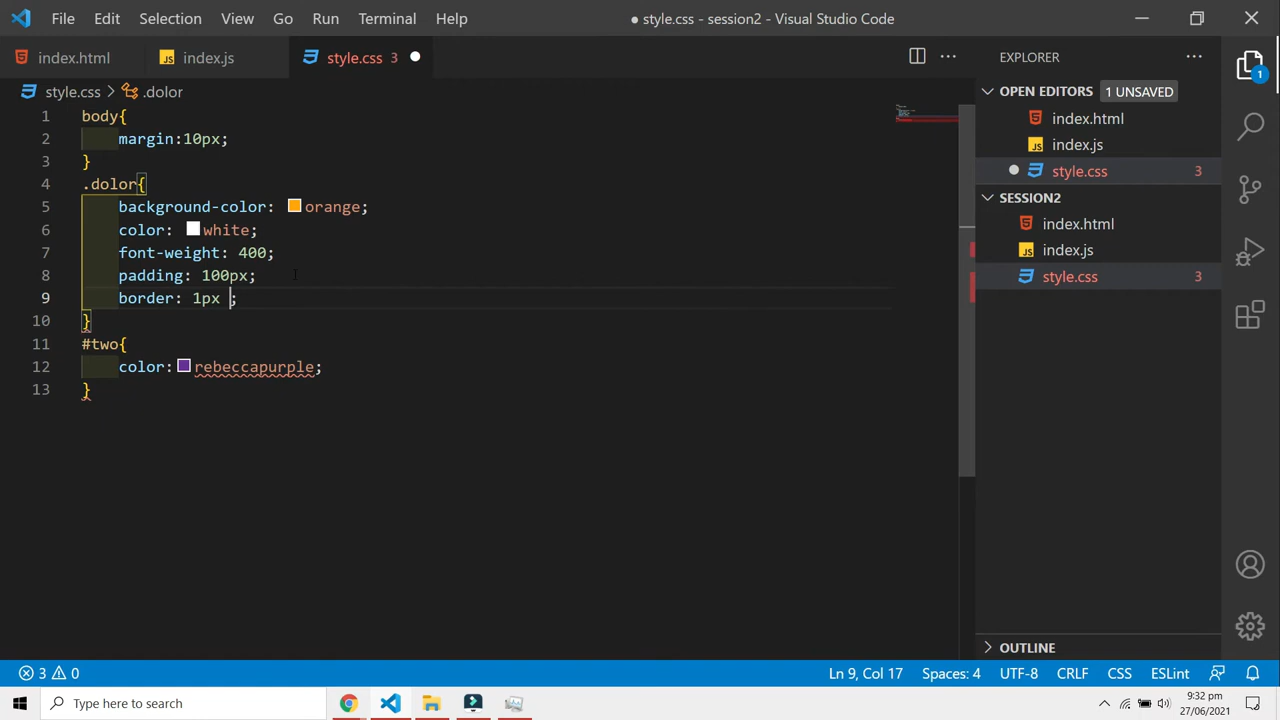 File Edit Selection View Go Run Terminal Help
● style.css - session2 - Visual Studio Code
index.html
JS index.js
style.css 3
EXPLORER
style.css > .dolor
OPEN EDITORS 1 UNSAVED
index.html
JS index.js
style.css 3
SESSION2
index.html
JS index.js
style.css 3
1 body{
2 margin:10px;
3 }
4 .dolor{
5 background-color: orange;
6 color: white;
7 font-weight: 400;
8 padding: 100px;
9 border: 1px ;
10 }
11 #two{
12 color: rebeccapurple;
13 }
1
OUTLINE
3 0
Ln 9, Col 17 Spaces: 4 UTF-8 CRLF CSS ESLint
Type here to search
9:32 pm
27/06/2021